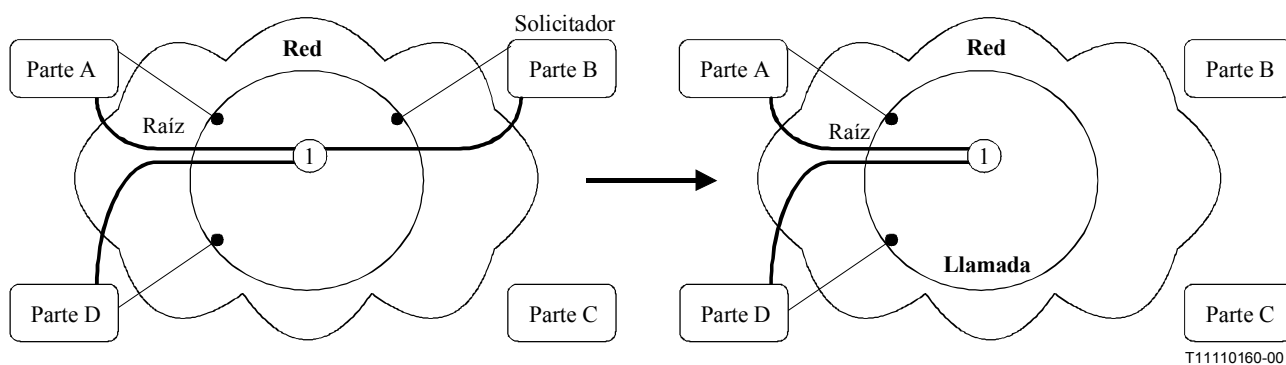 Solicitador
Red
Parte A
Parte B
Raíz
1
Parte D
Parte C
Red
Parte A
Parte B
Raíz
1
Llamada
Parte D
Parte C
T11110160-00